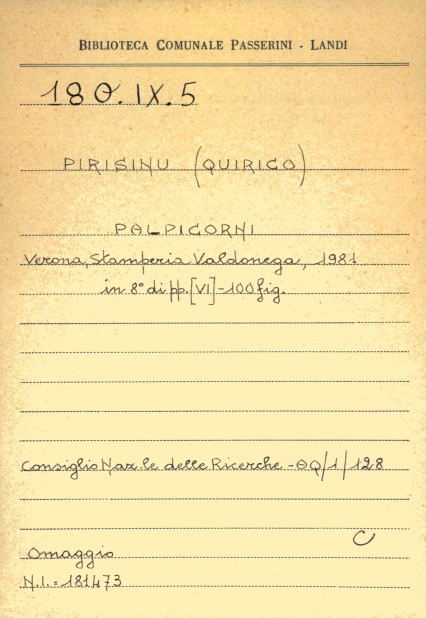 BIBLIOTECA COMUNALE PASSERINI - LANDI
180.IX.5
PIRISINU (QUIRICO)
PALPICORNI
Verona, Stamperia Valdonega, 1981
in 8° di pp. [VI] - 100 fig.
Consiglio Naz.le delle Ricerche - AQ/1/128
C
Omaggio
N.I. = 181473